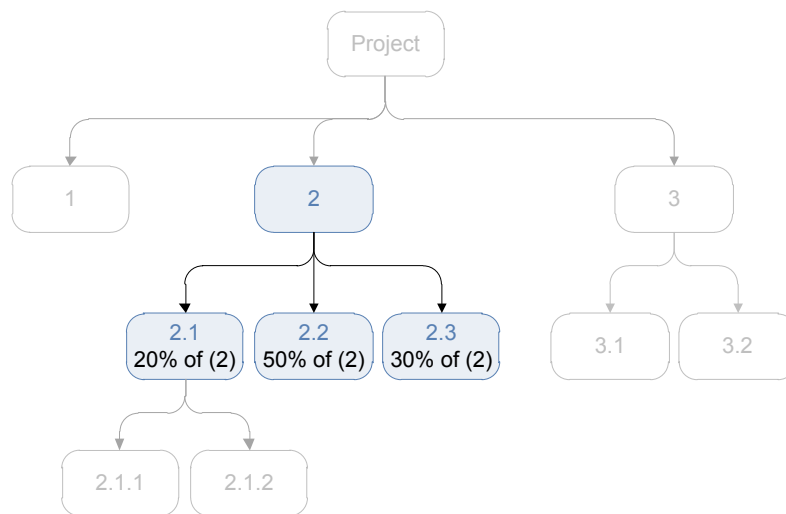 Project
1
2
3
2.1
20% of (2)
2.2
50% of (2)
2.3
30% of (2)
3.1
3.2
2.1.1
2.1.2